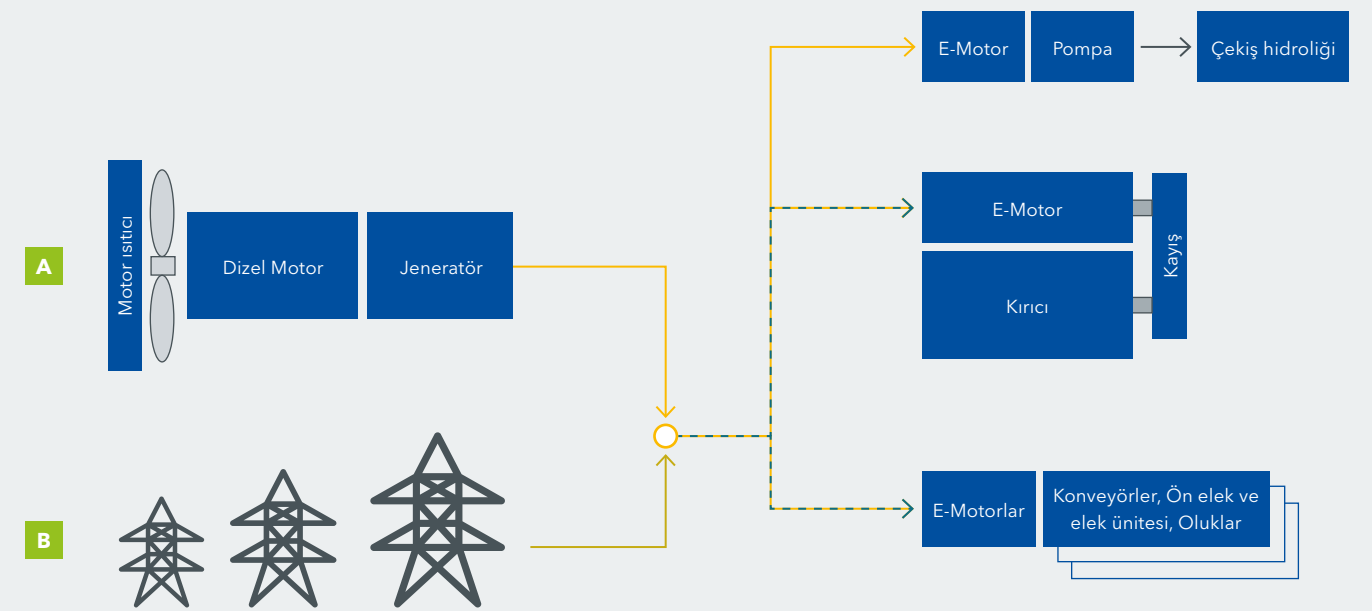 E-Motor
Pompa
Çekiş hidroliği
A
Motor ısıtıcı
Dizel Motor
Jeneratör
E-Motor
Kırıcı
Kayış
B
E-Motorlar
Konveyörler, Ön elek ve
elek ünitesi, Oluklar